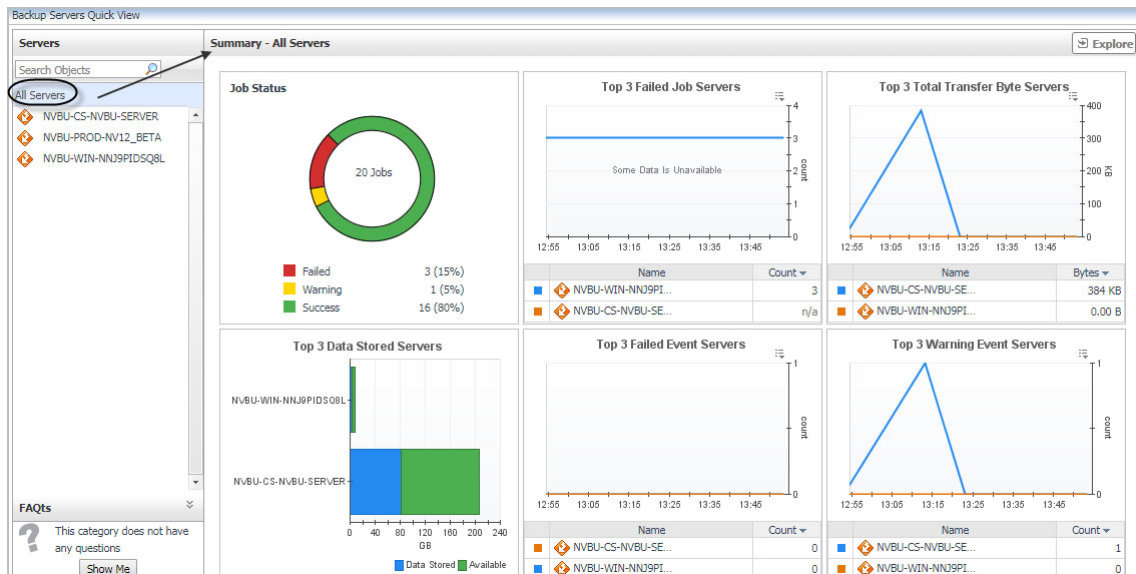 Backup Servers Quick View
Servers
Search Objects
All Servers
NVBU-CS-NVBU-SERVER
NVBU-PROD-NV12_BETA
NVBU-WIN-NNJ9PIDSQ8L
FAQts
This category does not have
any questions
Show Me
Summary - All Servers
Explore
Job Status
20 Jobs
Failed 3 (15%)
Warning 1 (5%)
Success 16 (80%)
Top 3 Failed Job Servers
4
3
2
1
0
count
Some Data Is Unavailable
12:55 13:05 13:15 13:25 13:35 13:45
Name Count
NVBU-WIN-NNJ9PI... 3
NVBU-CS-NVBU-SE... n/a
Top 3 Total Transfer Byte Servers
400
300
200
100
0
KB
12:55 13:05 13:15 13:25 13:35 13:45
Name Bytes
NVBU-CS-NVBU-SE... 384 KB
NVBU-WIN-NNJ9PI... 0.00 B
Top 3 Data Stored Servers
NVBU-WIN-NNJ9PIDSQ8L
NVBU-CS-NVBU-SERVER
0 40 80 120 160 200 240
GB
Data Stored Available
Top 3 Failed Event Servers
1
0
count
12:55 13:05 13:15 13:25 13:35 13:45
Name Count
NVBU-CS-NVBU-SE... 0
NVBU-WIN-NNJ9PI... 0
Top 3 Warning Event Servers
1
0
count
12:55 13:05 13:15 13:25 13:35 13:45
Name Count
NVBU-CS-NVBU-SE... 1
NVBU-WIN-NNJ9PI... 0